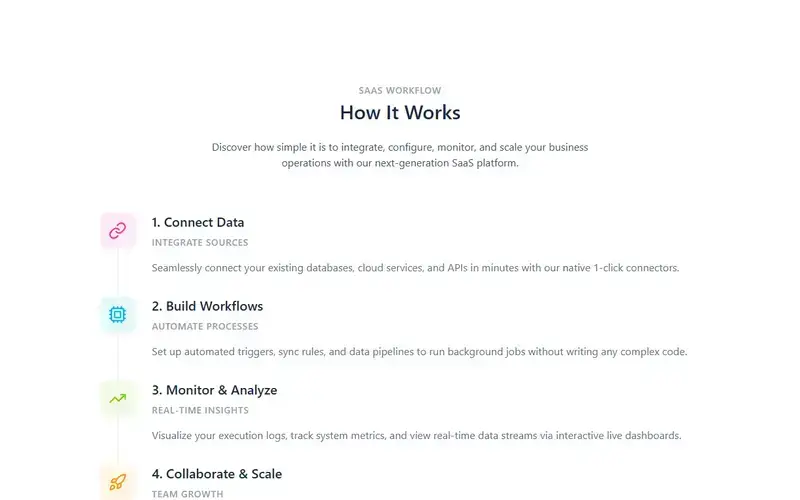 SAAS WORKFLOW
How It Works
Discover how simple it is to integrate, configure, monitor, and scale your business
operations with our next-generation SaaS platform.
1. Connect Data
INTEGRATE SOURCES
Seamlessly connect your existing databases, cloud services, and APIs in minutes with our native 1-click connectors.
2. Build Workflows
AUTOMATE PROCESSES
Set up automated triggers, sync rules, and data pipelines to run background jobs without writing any complex code.
3. Monitor & Analyze
REAL-TIME INSIGHTS
Visualize your execution logs, track system metrics, and view real-time data streams via interactive live dashboards.
4. Collaborate & Scale
TEAM GROWTH